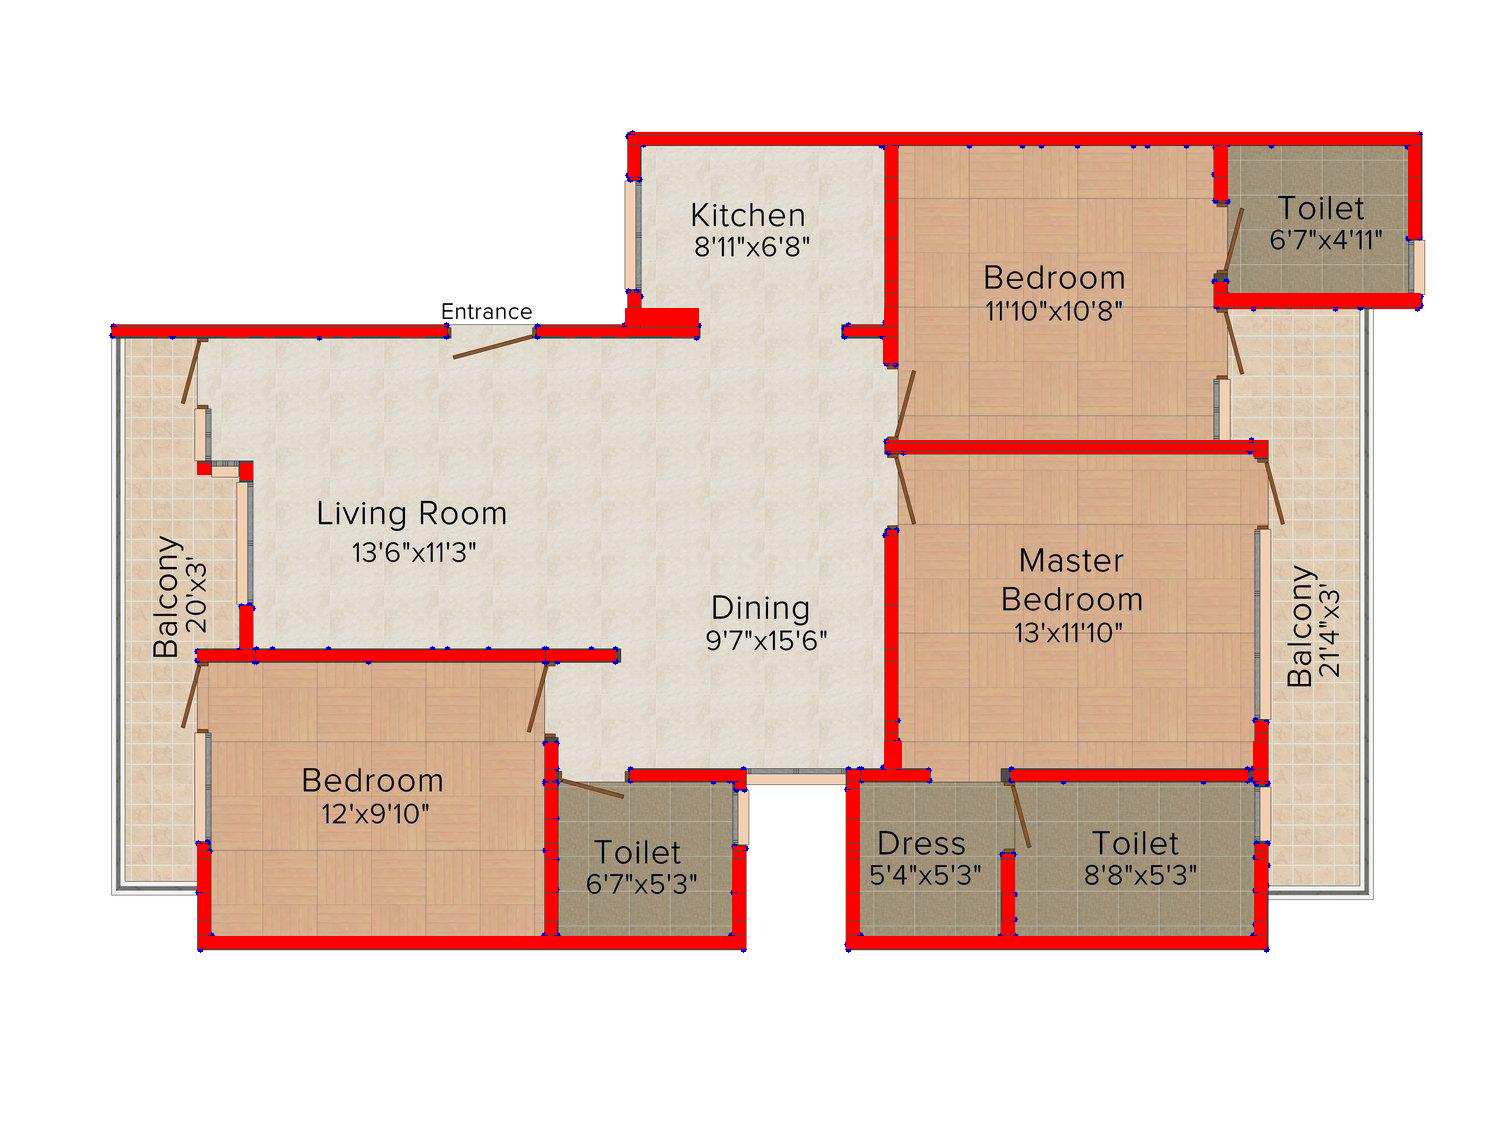 Kitchen
8'11"x6'8"
Toilet
6'7"x4'11"
Bedroom
11'10"x10'8"
Entrance
Living Room
13'6"x11'3"
Balcony
20'x3'
Dining
9'7"x15'6"
Master
Bedroom
13'x11'10"
Balcony
21'4"x3'
Bedroom
12'x9'10"
Toilet
6'7"x5'3"
Dress
5'4"x5'3"
Toilet
8'8"x5'3"